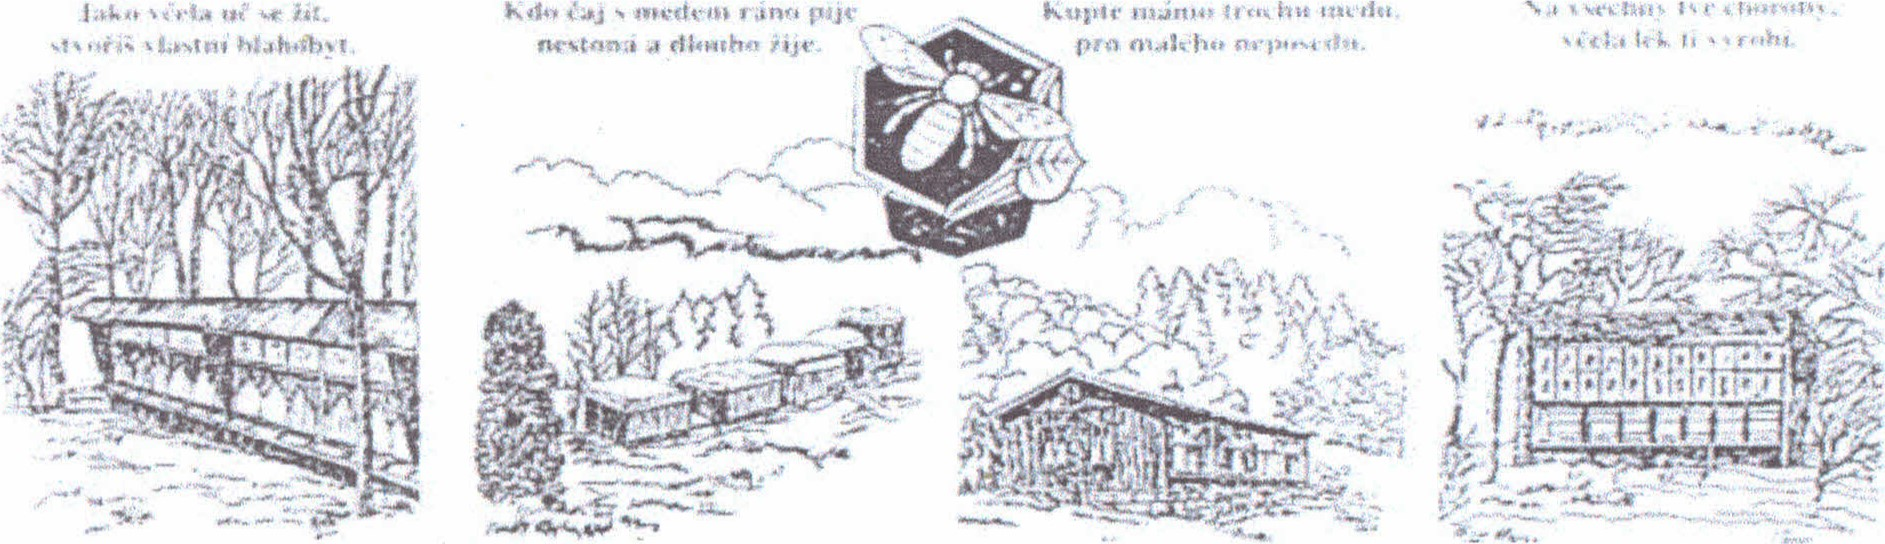 Jako včela uč se žít,
stvoříš vlastní blahobyt.
Kdo čaj s medem ráno pije
nestoná a dlouho žije.
Kupte mámo trochu medu,
pro malého neposedu.
Na všechny tvé choroby,
včela lék ti vyrobí.